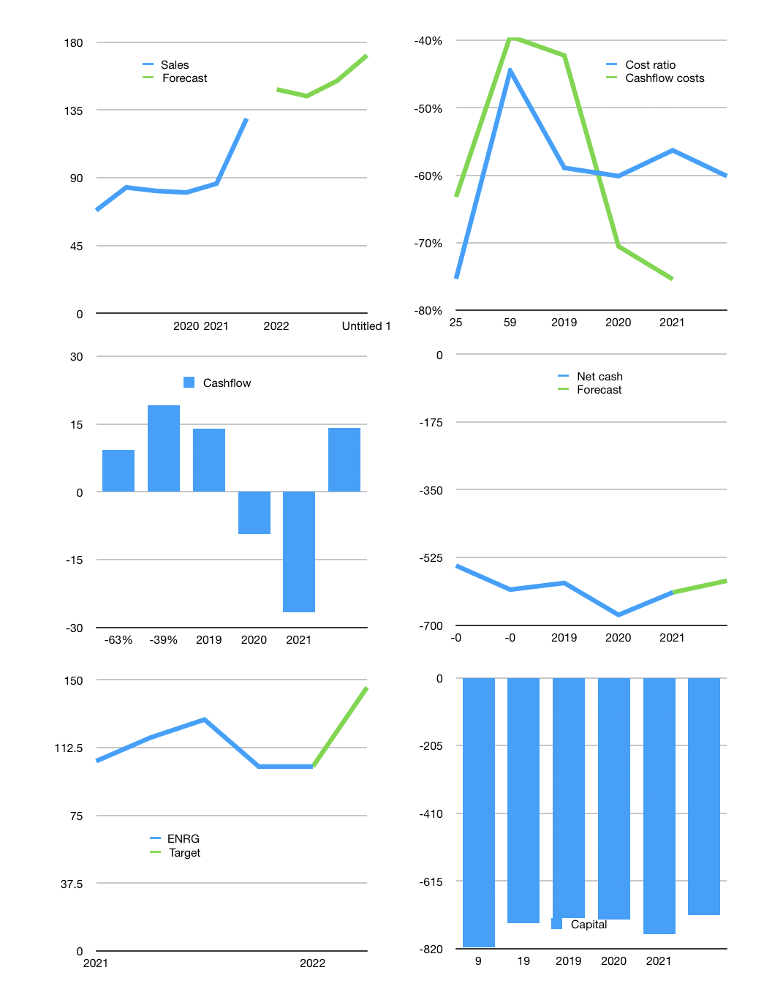 180
Sales
Forecast
135
90
45
0
2020 2021 2022 Untitled 1
-40%
Cost ratio
Cashflow costs
-50%
-60%
-70%
-80%
25 59 2019 2020 2021
30
Cashflow
15
0
-15
-30
-63% -39% 2019 2020 2021
0
Net cash
Forecast
-175
-350
-525
-700
-0 -0 2019 2020 2021
150
112.5
75
ENRG
Target
37.5
0
2021 2022
0
-205
-410
-615
Capital
-820
9 19 2019 2020 2021